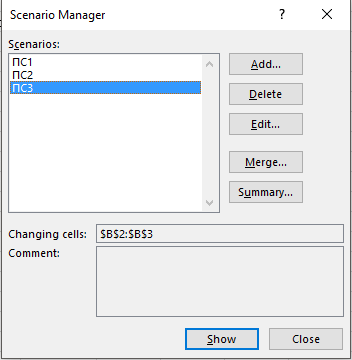 Scenario Manager
?
Scenarios:
ПС1
ПС2
ПС3
Add...
Delete
Edit...
Merge...
Summary...
Changing cells:
$B$2:$B$3
Comment:
Show
Close